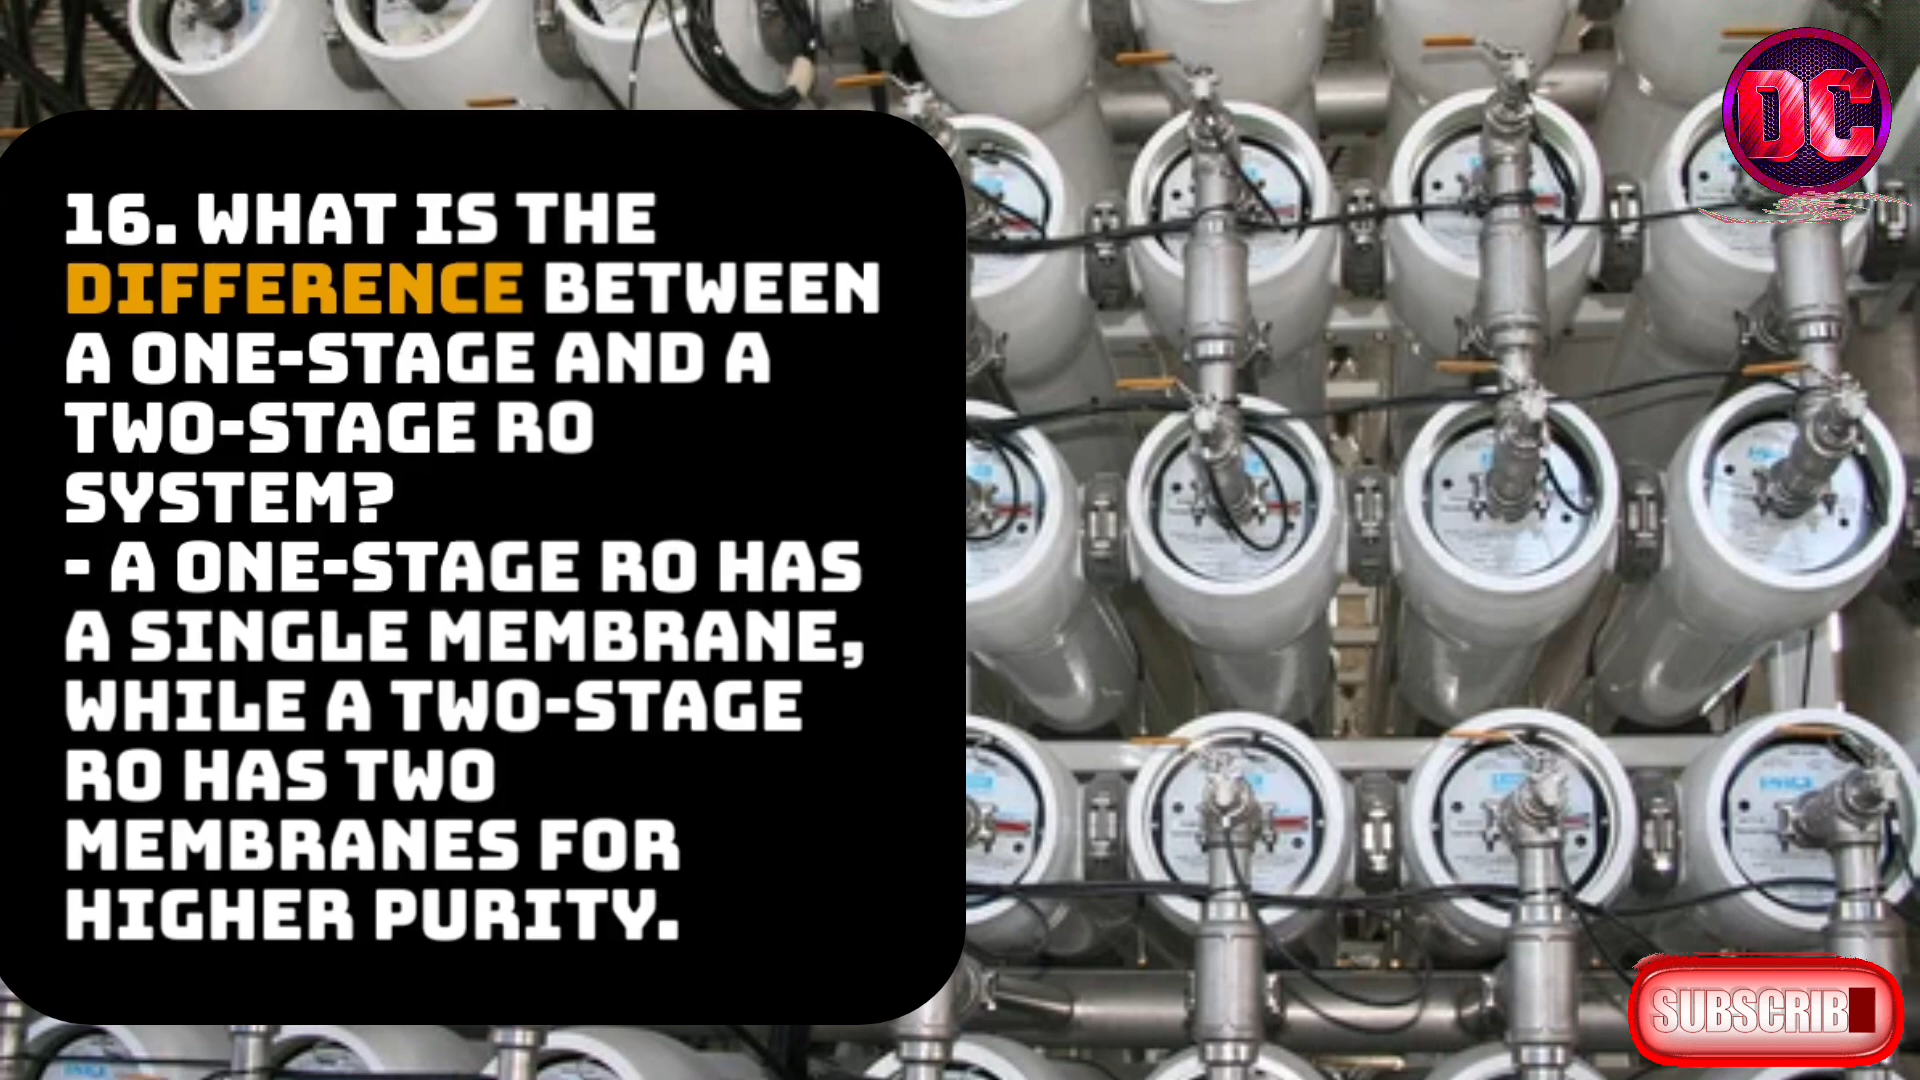 16. WHAT IS THE
DIFFERENCE BETWEEN
A ONE-STAGE AND A
TWO-STAGE RO
SYSTEM?
- A ONE-STAGE RO HAS
A SINGLE MEMBRANE,
WHILE A TWO-STAGE
RO HAS TWO
MEMBRANES FOR
HIGHER PURITY.
DC
SUBSCRIB